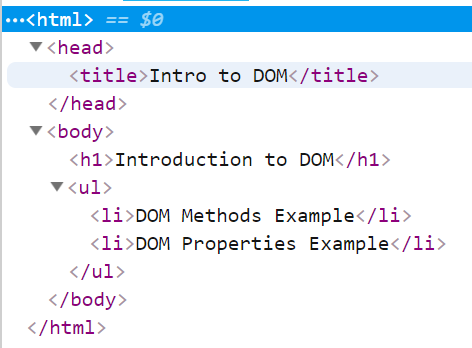 ⋯<html> == $0
▼<head>
<title>Intro to DOM</title>
</head>
▼<body>
<h1>Introduction to DOM</h1>
▼<ul>
<li>DOM Methods Example</li>
<li>DOM Properties Example</li>
</ul>
</body>
</html>